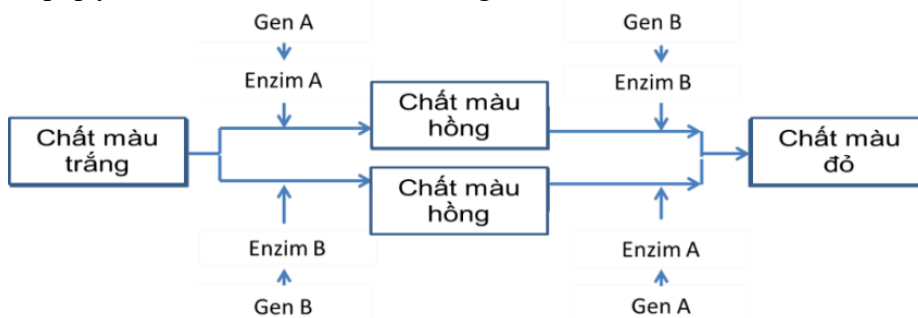 Gen A
Gen B
Enzim A
Enzim B
Chất màu
trắng
Chất màu
hồng
Chất màu
hồng
Chất màu
đỏ
Enzim B
Enzim A
Gen B
Gen A